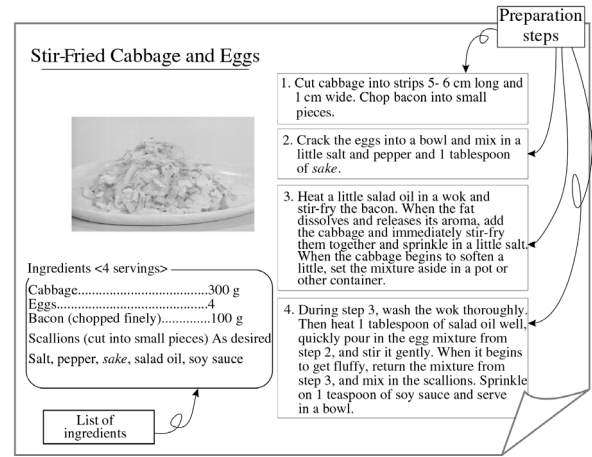 Preparation
steps
Stir-Fried Cabbage and Eggs
1. Cut cabbage into strips 5- 6 cm long and
1 cm wide. Chop bacon into small
pieces.
2. Crack the eggs into a bowl and mix in a
little salt and pepper and 1 tablespoon
of sake.
3. Heat a little salad oil in a wok and
stir-fry the bacon. When the fat
dissolves and releases its aroma, add
the cabbage and immediately stir-fry
them together and sprinkle in a little salt.
When the cabbage begins to soften a
little, set the mixture aside in a pot or
other container.
4. During step 3, wash the wok thoroughly.
Then heat 1 tablespoon of salad oil well,
quickly pour in the egg mixture from
step 2, and stir it gently. When it begins
to get fluffy, return the mixture from
step 3, and mix in the scallions. Sprinkle
on 1 teaspoon of soy sauce and serve
in a bowl.
Ingredients <4 servings>
Cabbage..................................300 g
Eggs.........................................4
Bacon (chopped finely)..............100 g
Scallions (cut into small pieces) As desired
Salt, pepper, sake, salad oil, soy sauce
List of
ingredients